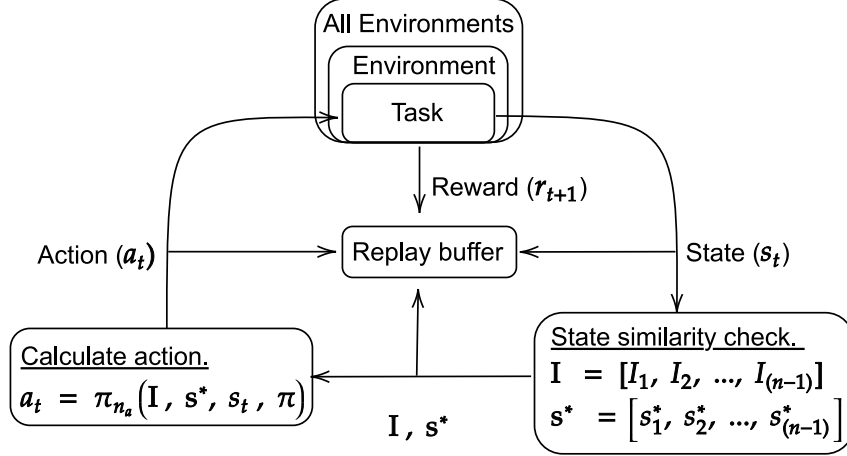 All Environments
Environment
Task
Reward (r_{t+1})
Action (a_t)
Replay buffer
State (s_t)
Calculate action.
a_t = π_{n_a}(I , s*, s_t , π)
I , s*
State similarity check.
I = [I_1, I_2, ..., I_{(n-1)}]
s* = [s*_1, s*_2, ..., s*_{(n-1)}]